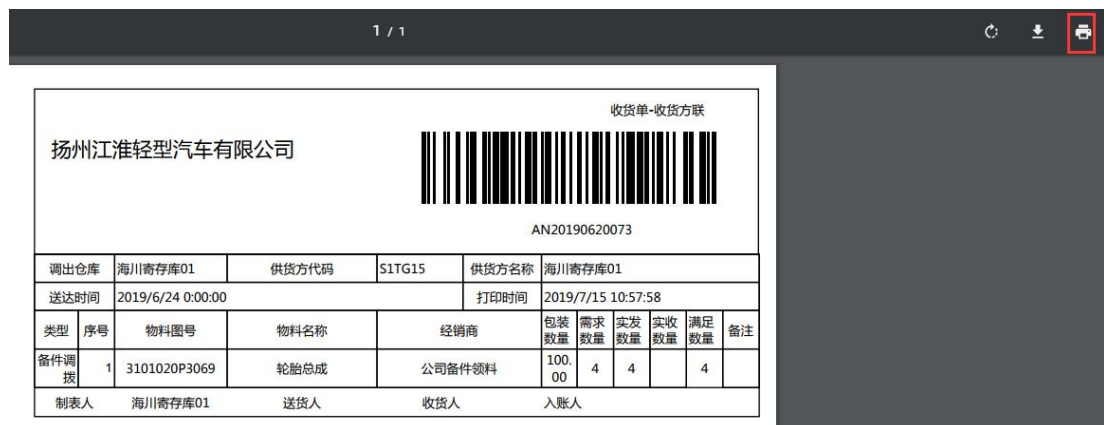 1 / 1
收货单-收货方联
扬州江淮轻型汽车有限公司
AN20190620073
调出仓库 海川寄存库01 供货方代码 S1TG15 供货方名称 海川寄存库01
送达时间 2019/6/24 0:00:00 打印时间 2019/7/15 10:57:58
类型 序号 物料图号 物料名称 经销商 包装数量 需求数量 实发数量 实收数量 满足数量 备注
备件调拨 1 3101020P3069 轮胎总成 公司备件领料 100.00 4 4 4
制表人 海川寄存库01 送货人 收货人 入账人